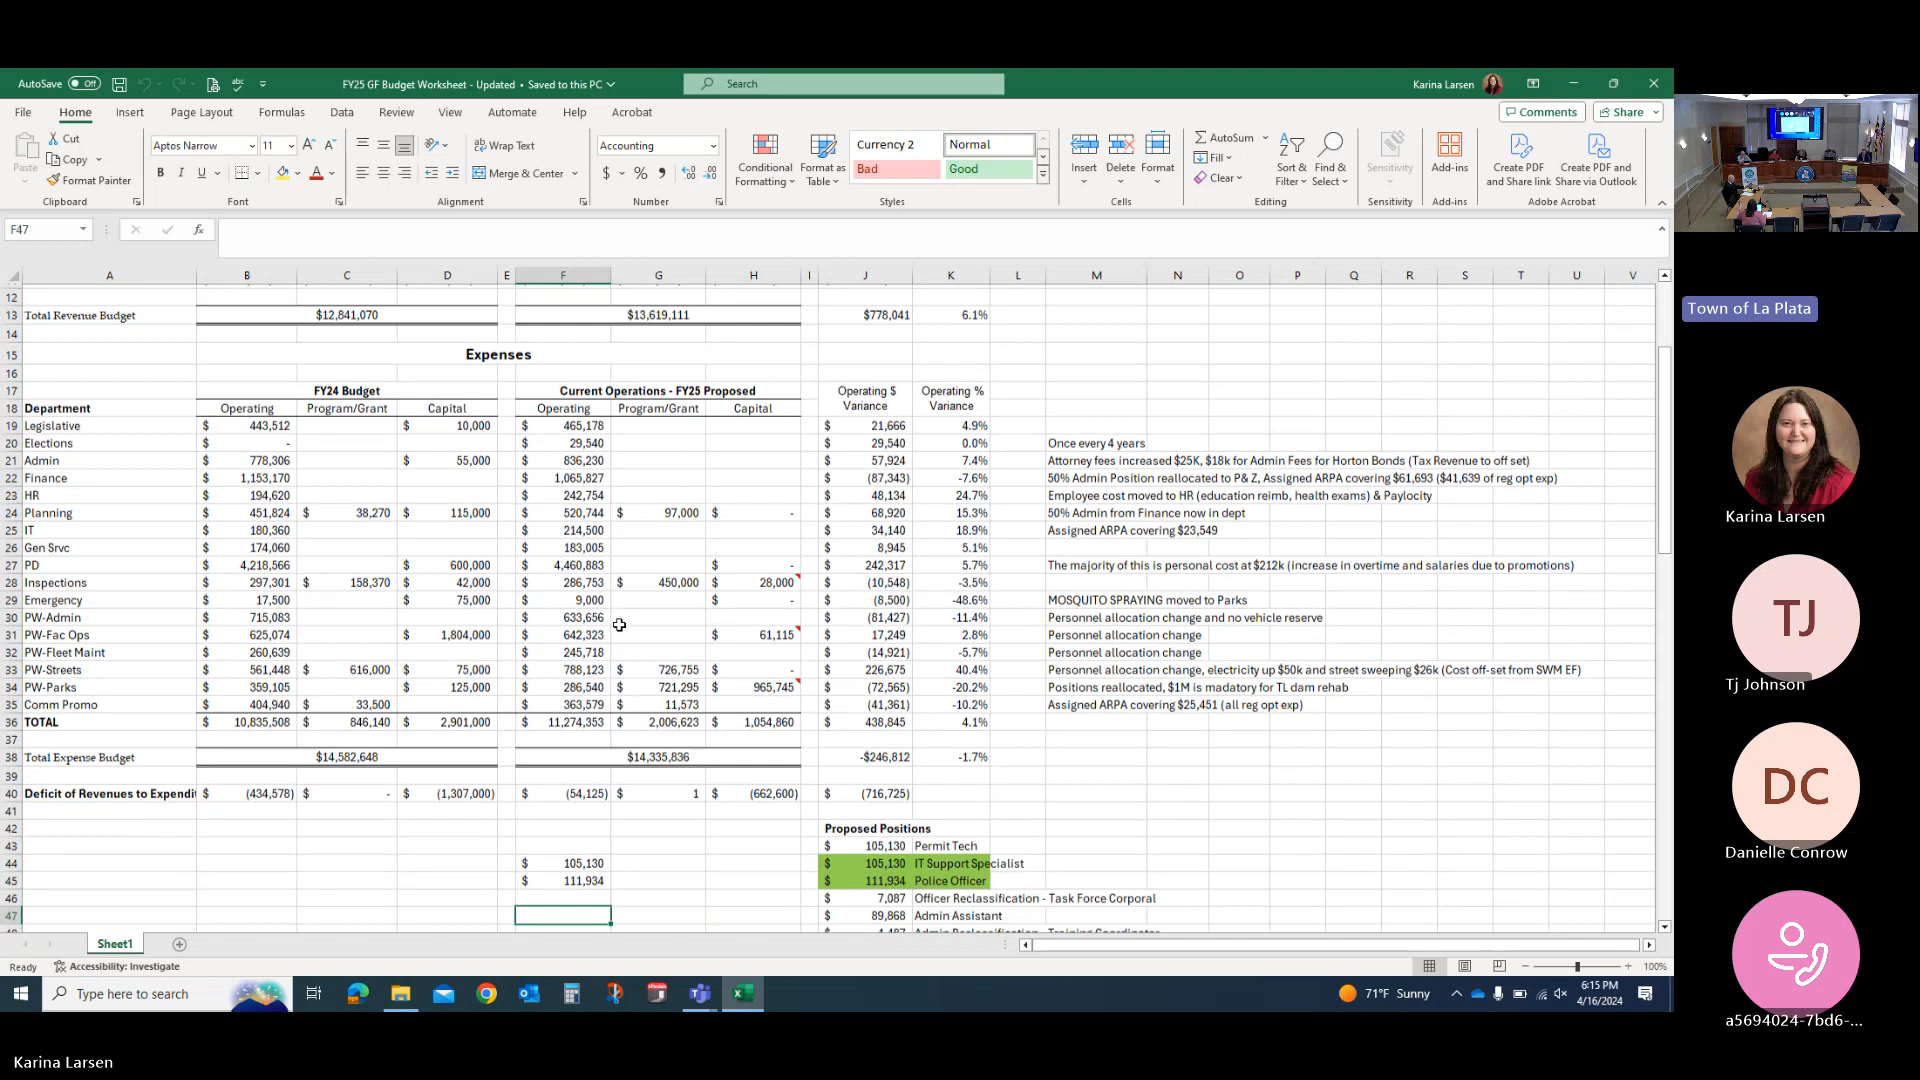 AutoSave Off FY25 GF Budget Worksheet - Updated • Saved to this PC Search Karina Larsen
File Home Insert Page Layout Formulas Data Review View Automate Help Acrobat Comments Share
Paste Cut Copy Format Painter Clipboard
Aptos Narrow 11 B I U A Font
Wrap Text Merge & Center Alignment
Accounting $ % Number
Conditional Formatting Format as Table Currency 2 Normal Bad Good Styles
Insert Delete Format Cells
AutoSum Fill Clear Sort & Filter Find & Select Editing
Sensitivity Sensitivity
Add-ins Add-ins
Create PDF and Share link Create PDF and Share via Outlook Adobe Acrobat
F47 fx
A B C D E F G H I J K L M N O P Q R S T U V
12
13 Total Revenue Budget $12,841,070 $13,619,111 $778,041 6.1%
14
15 Expenses
16
17 FY24 Budget Current Operations - FY25 Proposed Operating $ Variance Operating % Variance
18 Department Operating Program/Grant Capital Operating Program/Grant Capital
19 Legislative $ 443,512 $ 10,000 $ 465,178 $ 21,666 4.9%
20 Elections $ - $ 29,540 $ 29,540 0.0% Once every 4 years
21 Admin $ 778,306 $ 55,000 $ 836,230 $ 57,924 7.4% Attorney fees increased $25K, $18k for Admin Fees for Horton Bonds (Tax Revenue to off set)
22 Finance $ 1,153,170 $ 1,065,827 $ (87,343) -7.6% 50% Admin Position reallocated to P& Z, Assigned ARPA covering $61,693 ($41,639 of reg opt exp)
23 HR $ 194,620 $ 242,754 $ 48,134 24.7% Employee cost moved to HR (education reimb, health exams) & Paylocity
24 Planning $ 451,824 $ 38,270 $ 115,000 $ 520,744 $ 97,000 $ - $ 68,920 15.3% 50% Admin from Finance now in dept
25 IT $ 180,360 $ 214,500 $ 34,140 18.9% Assigned ARPA covering $23,549
26 Gen Srvc $ 174,060 $ 183,005 $ 8,945 5.1%
27 PD $ 4,218,566 $ 600,000 $ 4,460,883 $ - $ 242,317 5.7% The majority of this is personal cost at $212k (increase in overtime and salaries due to promotions)
28 Inspections $ 297,301 $ 158,370 $ 42,000 $ 286,753 $ 450,000 $ 28,000 $ (10,548) -3.5%
29 Emergency $ 17,500 $ 75,000 $ 9,000 $ - $ (8,500) -48.6% MOSQUITO SPRAYING moved to Parks
30 PW-Admin $ 715,083 $ 633,656 $ (81,427) -11.4% Personnel allocation change and no vehicle reserve
31 PW-Fac Ops $ 625,074 $ 1,804,000 $ 642,323 $ 61,115 $ 17,249 2.8% Personnel allocation change
32 PW-Fleet Maint $ 260,639 $ 245,718 $ (14,921) -5.7% Personnel allocation change
33 PW-Streets $ 561,448 $ 616,000 $ 75,000 $ 788,123 $ 726,755 $ - $ 226,675 40.4% Personnel allocation change, electricity up $50k and street sweeping $26k (Cost off-set from SWM EF)
34 PW-Parks $ 359,105 $ 125,000 $ 286,540 $ 721,295 $ 965,745 $ (72,565) -20.2% Positions reallocated, $1M is madatory for TL dam rehab
35 Comm Promo $ 404,940 $ 33,500 $ 363,579 $ 11,573 $ (41,361) -10.2% Assigned ARPA covering $25,451 (all reg opt exp)
36 TOTAL $ 10,835,508 $ 846,140 $ 2,901,000 $ 11,274,353 $ 2,006,623 $ 1,054,860 $ 438,845 4.1%
37
38 Total Expense Budget $14,582,648 $14,335,836 -$246,812 -1.7%
39
40 Deficit of Revenues to Expendit $ (434,578) $ - $ (1,307,000) $ (54,125) $ 1 $ (662,600) $ (716,725)
41
42 Proposed Positions
43 $ 105,130 Permit Tech
44 $ 105,130 $ 105,130 IT Support Specialist
45 $ 111,934 $ 111,934 Police Officer
46 $ 7,087 Officer Reclassification - Task Force Corporal
47 $ 89,868 Admin Assistant
Sheet1
Ready Accessibility: Investigate 100%
Type here to search 71°F Sunny 6:15 PM 4/16/2024
Town of La Plata
Karina Larsen
TJ
Tj Johnson
DC
Danielle Conrow
a5694024-7bd6-...
Karina Larsen